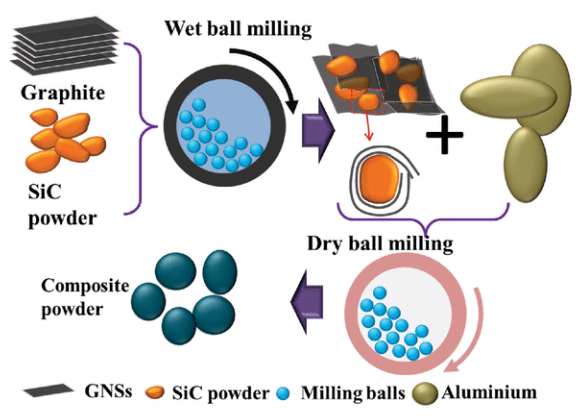 Wet ball milling
Graphite
SiC
powder
Dry ball milling
Composite
powder
GNSs
SiC powder
Milling balls
Aluminium